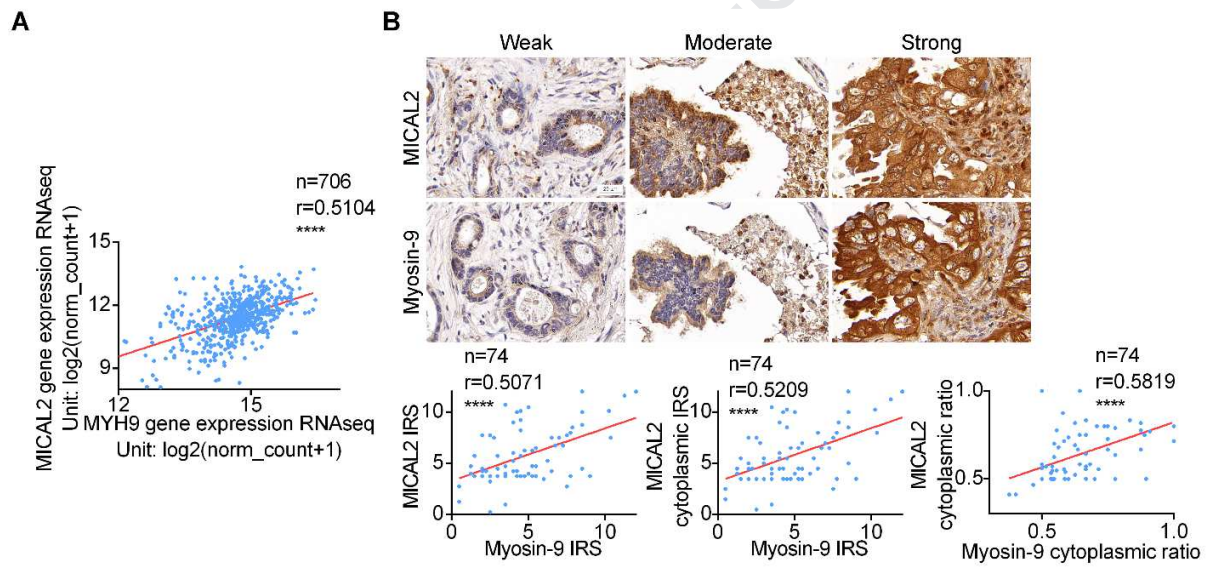 A
n=706
r=0.5104
****
MICAL2 gene expression RNAseq
Unit: log2(norm_count+1)
15
12
9
12
15
MYH9 gene expression RNAseq
Unit: log2(norm_count+1)
B
Weak
Moderate
Strong
MICAL2
Myosin-9
n=74
r=0.5071
****
MICAL2 IRS
10
5
0
0
5
10
Myosin-9 IRS
n=74
r=0.5209
****
MICAL2
cytoplasmic IRS
10
5
0
0
5
10
Myosin-9 IRS
n=74
r=0.5819
****
MICAL2
cytoplasmic ratio
1.0
0.5
0.5
1.0
Myosin-9 cytoplasmic ratio